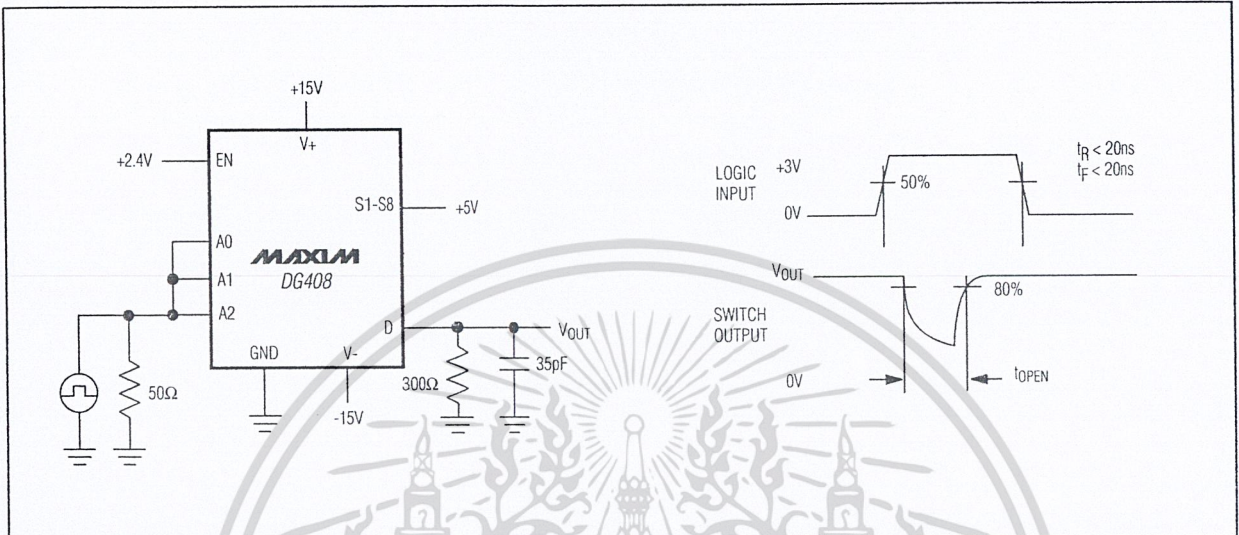 +15V
V+
+2.4V
EN
S1-S8
+5V
A0
A1
A2
MAXIM
DG408
D
VOUT
GND
V-
50Ω
-15V
300Ω
35pF
LOGIC
INPUT
+3V
50%
0V
tR < 20ns
tF < 20ns
VOUT
80%
SWITCH
OUTPUT
0V
tOPEN